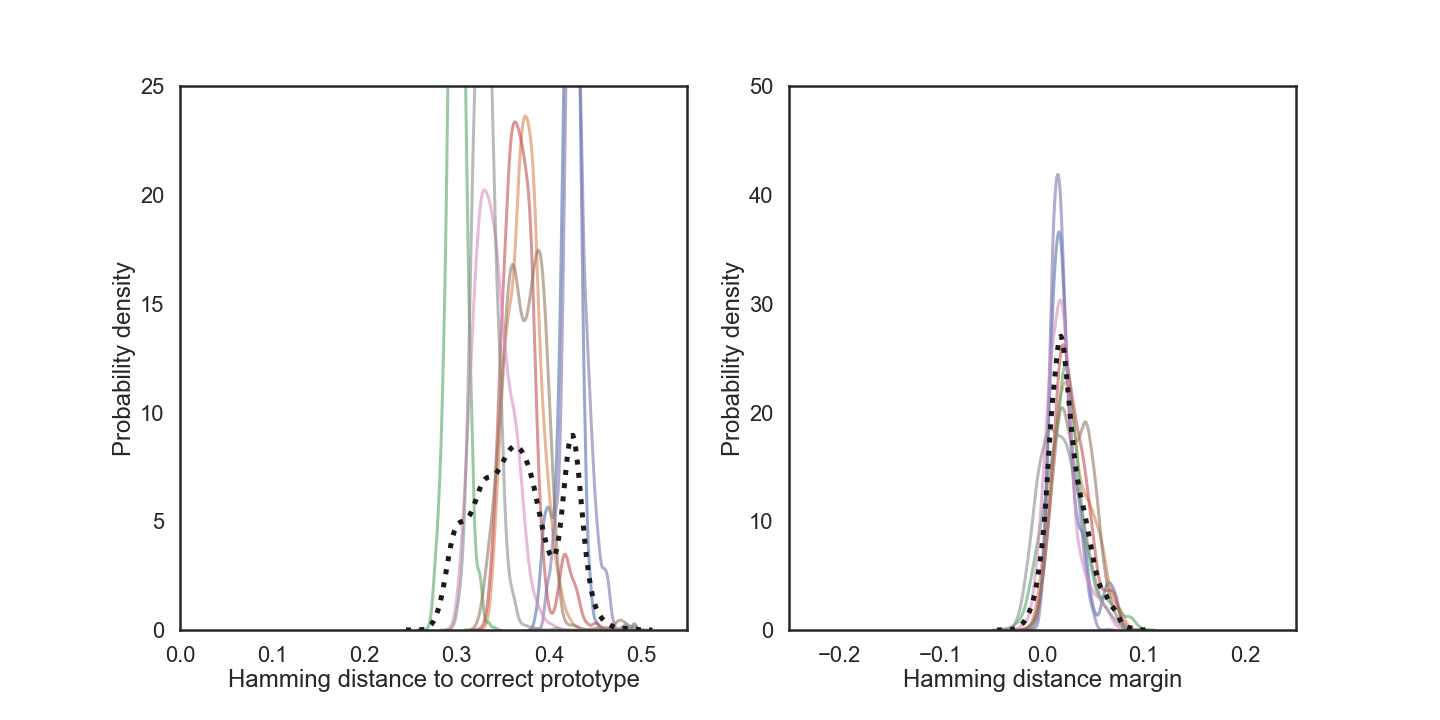 25
20
15
10
5
0
Probability density
0.0 0.1 0.2 0.3 0.4 0.5
Hamming distance to correct prototype
50
40
30
20
10
0
Probability density
−0.2 −0.1 0.0 0.1 0.2
Hamming distance margin